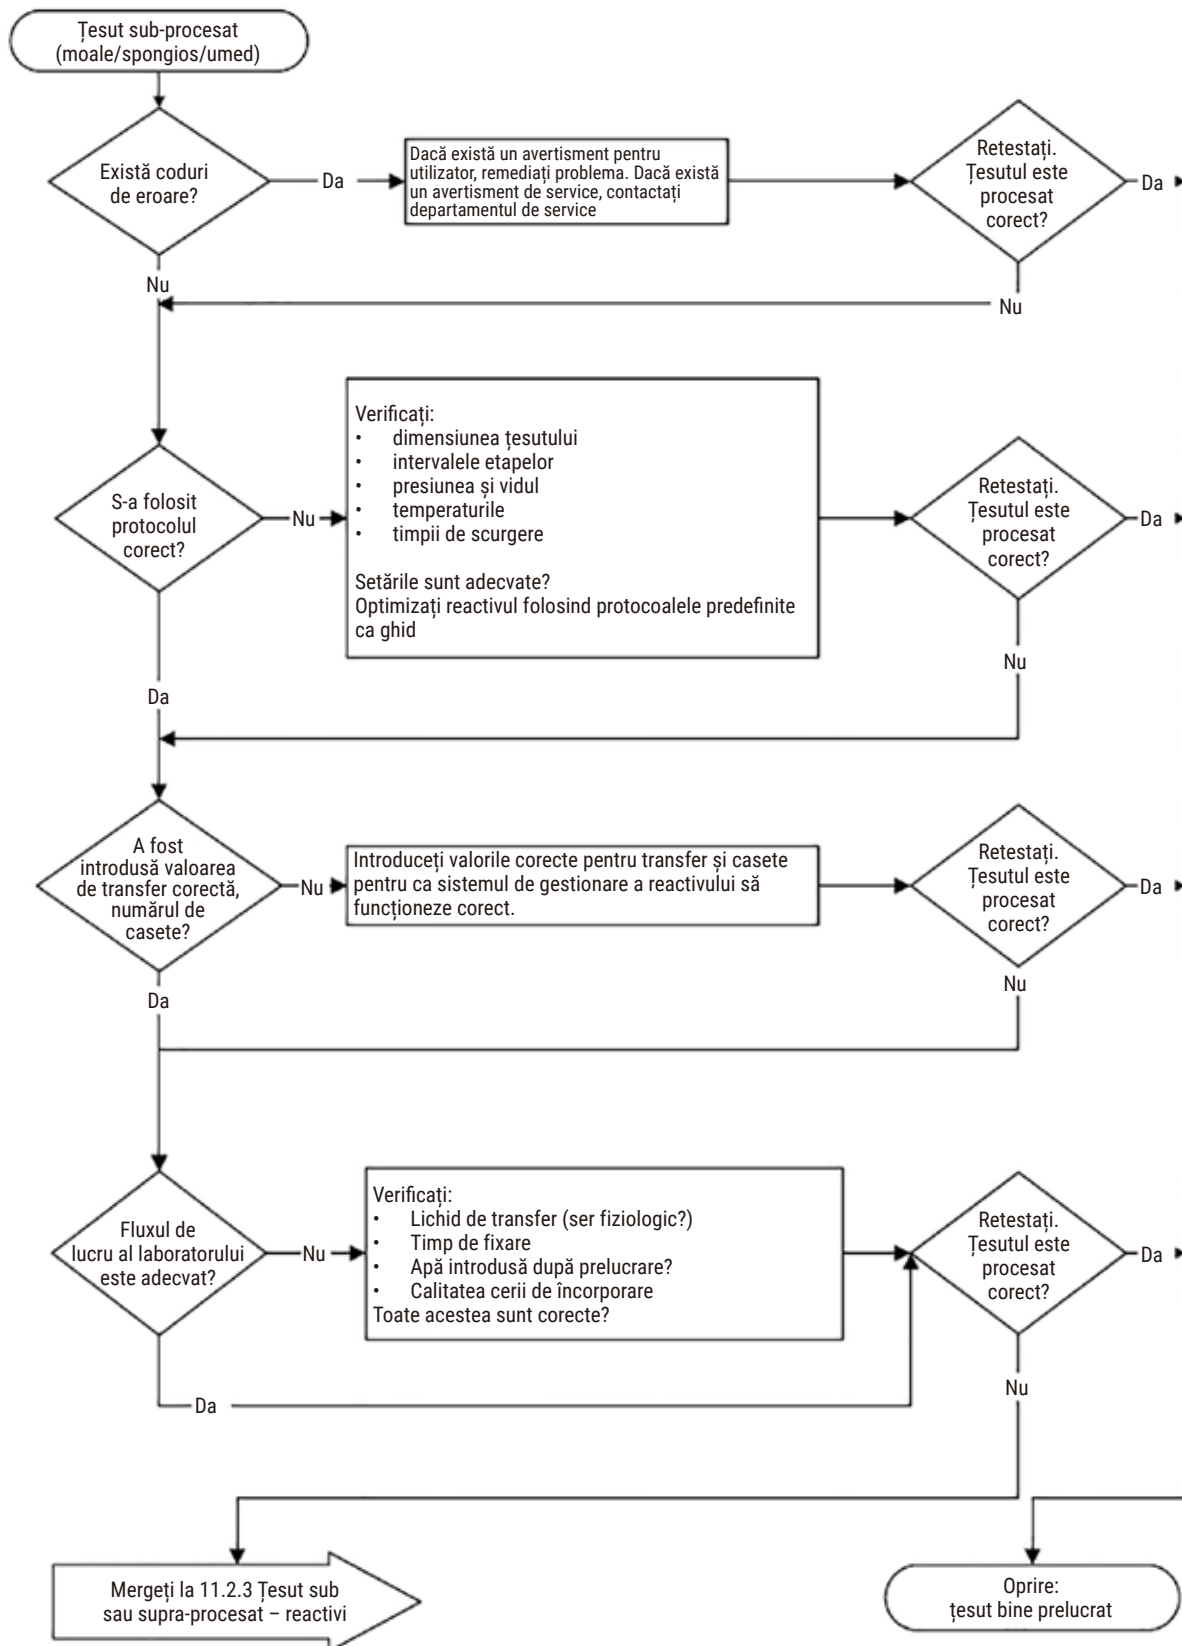 Țesut sub-procesat
(moale/spongios/umed)
Există coduri
de eroare?
Da
Dacă există un avertisment pentru
utilizator, remediați problema. Dacă există
un avertisment de service, contactați
departamentul de service
Retestați.
Țesutul este
procesat
corect?
Da
Nu
Nu
S-a folosit
protocolul
corect?
Nu
Verificați:
• dimensiunea țesutului
• intervalele etapelor
• presiunea și vidul
• temperaturile
• timpii de scurgere
Setările sunt adecvate?
Optimizați reactivul folosind protocoalele predefinite
ca ghid
Retestați.
Țesutul este
procesat
corect?
Da
Nu
Da
A fost
introdusă valoarea
de transfer corectă,
numărul de
casete?
Nu
Introduceți valorile corecte pentru transfer și casete
pentru ca sistemul de gestionare a reactivului să
funcționeze corect.
Retestați.
Țesutul este
procesat
corect?
Da
Nu
Da
Fluxul de
lucru al laboratorului
este adecvat?
Nu
Verificați:
• Lichid de transfer (ser fiziologic?)
• Timp de fixare
• Apă introdusă după prelucrare?
• Calitatea cerii de încorporare
Toate acestea sunt corecte?
Retestați.
Țesutul este
procesat
corect?
Da
Nu
Da
Mergeți la 11.2.3 Țesut sub
sau supra-procesat – reactivi
Oprire:
țesut bine prelucrat